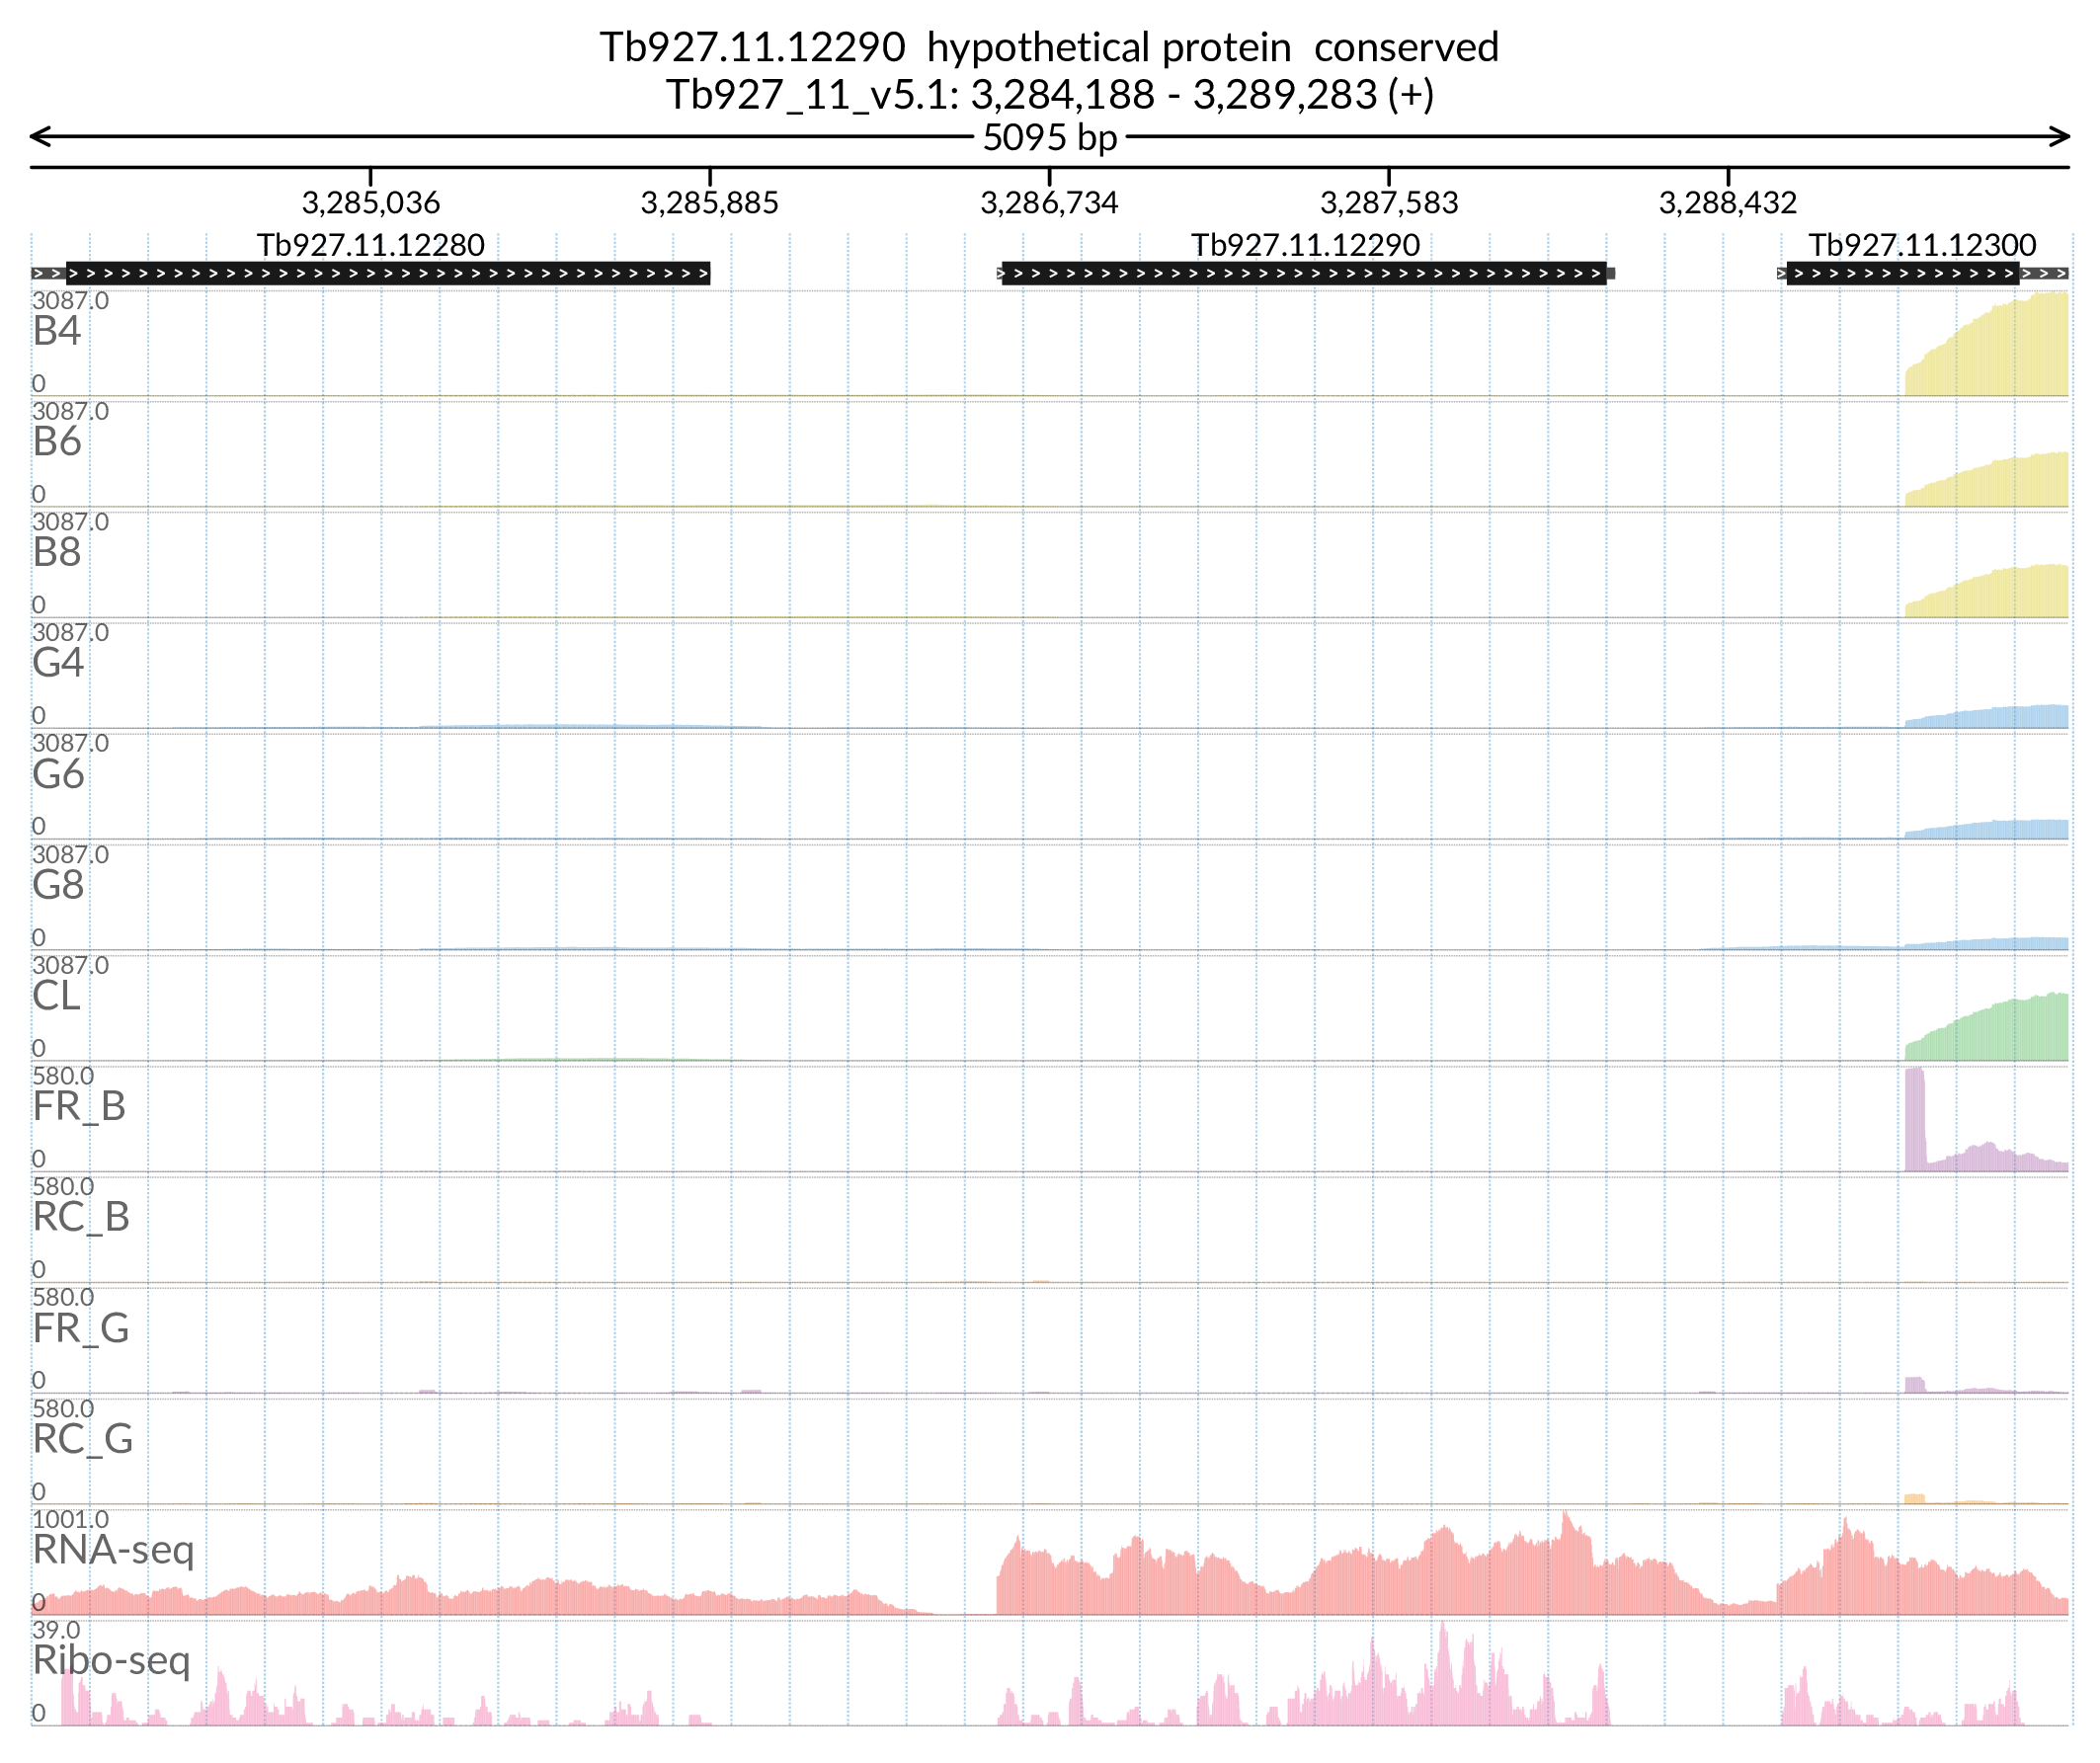 Tb927.11.12290 hypothetical protein conserved
Tb927_11_v5.1: 3,284,188 - 3,289,283 (+)
5095 bp
3,285,036 3,285,885 3,286,734 3,287,583 3,288,432
Tb927.11.12280 Tb927.11.12290 Tb927.11.12300
3087.0
B4
0
3087.0
B6
0
3087.0
B8
0
3087.0
G4
0
3087.0
G6
0
3087.0
G8
0
3087.0
CL
0
580.0
FR_B
0
580.0
RC_B
0
580.0
FR_G
0
580.0
RC_G
0
1001.0
RNA-seq
0
39.0
Ribo-seq
0